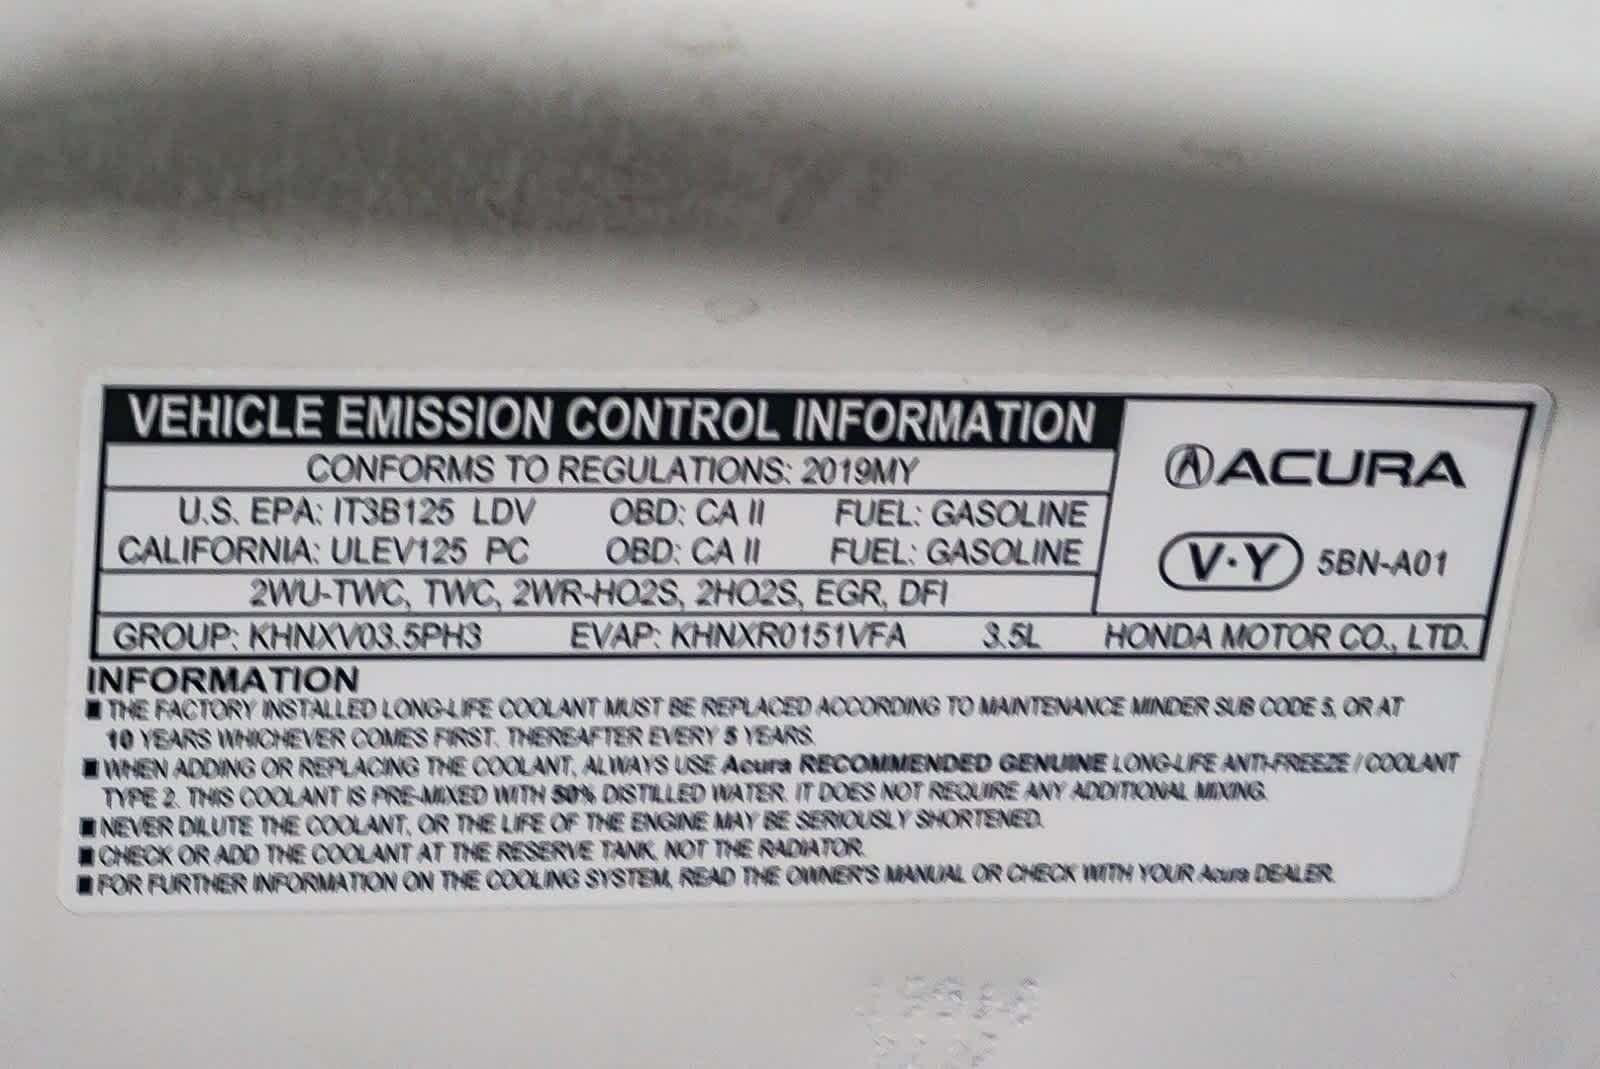 VEHICLE EMISSION CONTROL INFORMATION
CONFORMS TO REGULATIONS: 2019MY
U.S. EPA: IT3B125 LDV OBD: CA II FUEL: GASOLINE
CALIFORNIA: ULEV125 PC OBD: CA II FUEL: GASOLINE
2WU-TWC, TWC, 2WR-HO2S, 2HO2S, EGR, DFI
ACURA
V·Y 5BN-A01
GROUP: KHNXV03.5PH3 EVAP: KHNXR0151VFA 3.5L HONDA MOTOR CO., LTD.
INFORMATION
■ THE FACTORY INSTALLED LONG-LIFE COOLANT MUST BE REPLACED ACCORDING TO MAINTENANCE MINDER SUB CODE 5, OR AT
10 YEARS WHICHEVER COMES FIRST. THEREAFTER EVERY 5 YEARS.
■ WHEN ADDING OR REPLACING THE COOLANT, ALWAYS USE Acura RECOMMENDED GENUINE LONG-LIFE ANTI-FREEZE / COOLANT
TYPE 2. THIS COOLANT IS PRE-MIXED WITH 50% DISTILLED WATER. IT DOES NOT REQUIRE ANY ADDITIONAL MIXING.
■ NEVER DILUTE THE COOLANT, OR THE LIFE OF THE ENGINE MAY BE SERIOUSLY SHORTENED.
■ CHECK OR ADD THE COOLANT AT THE RESERVE TANK, NOT THE RADIATOR.
■ FOR FURTHER INFORMATION ON THE COOLING SYSTEM, READ THE OWNER'S MANUAL OR CHECK WITH YOUR Acura DEALER.